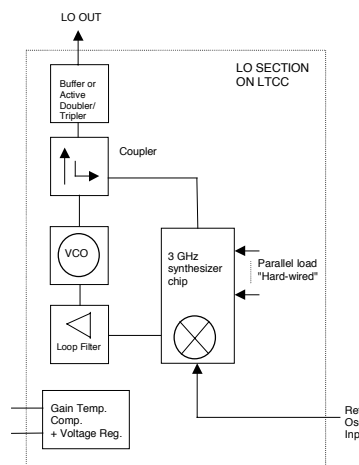 LO OUT
LO SECTION
ON LTCC
Buffer or
Active
Doubler/
Tripler
Coupler
VCO
3 GHz
synthesizer
chip
Parallel load
"Hard-wired"
Loop Filter
Gain Temp.
Comp.
+ Voltage Reg.